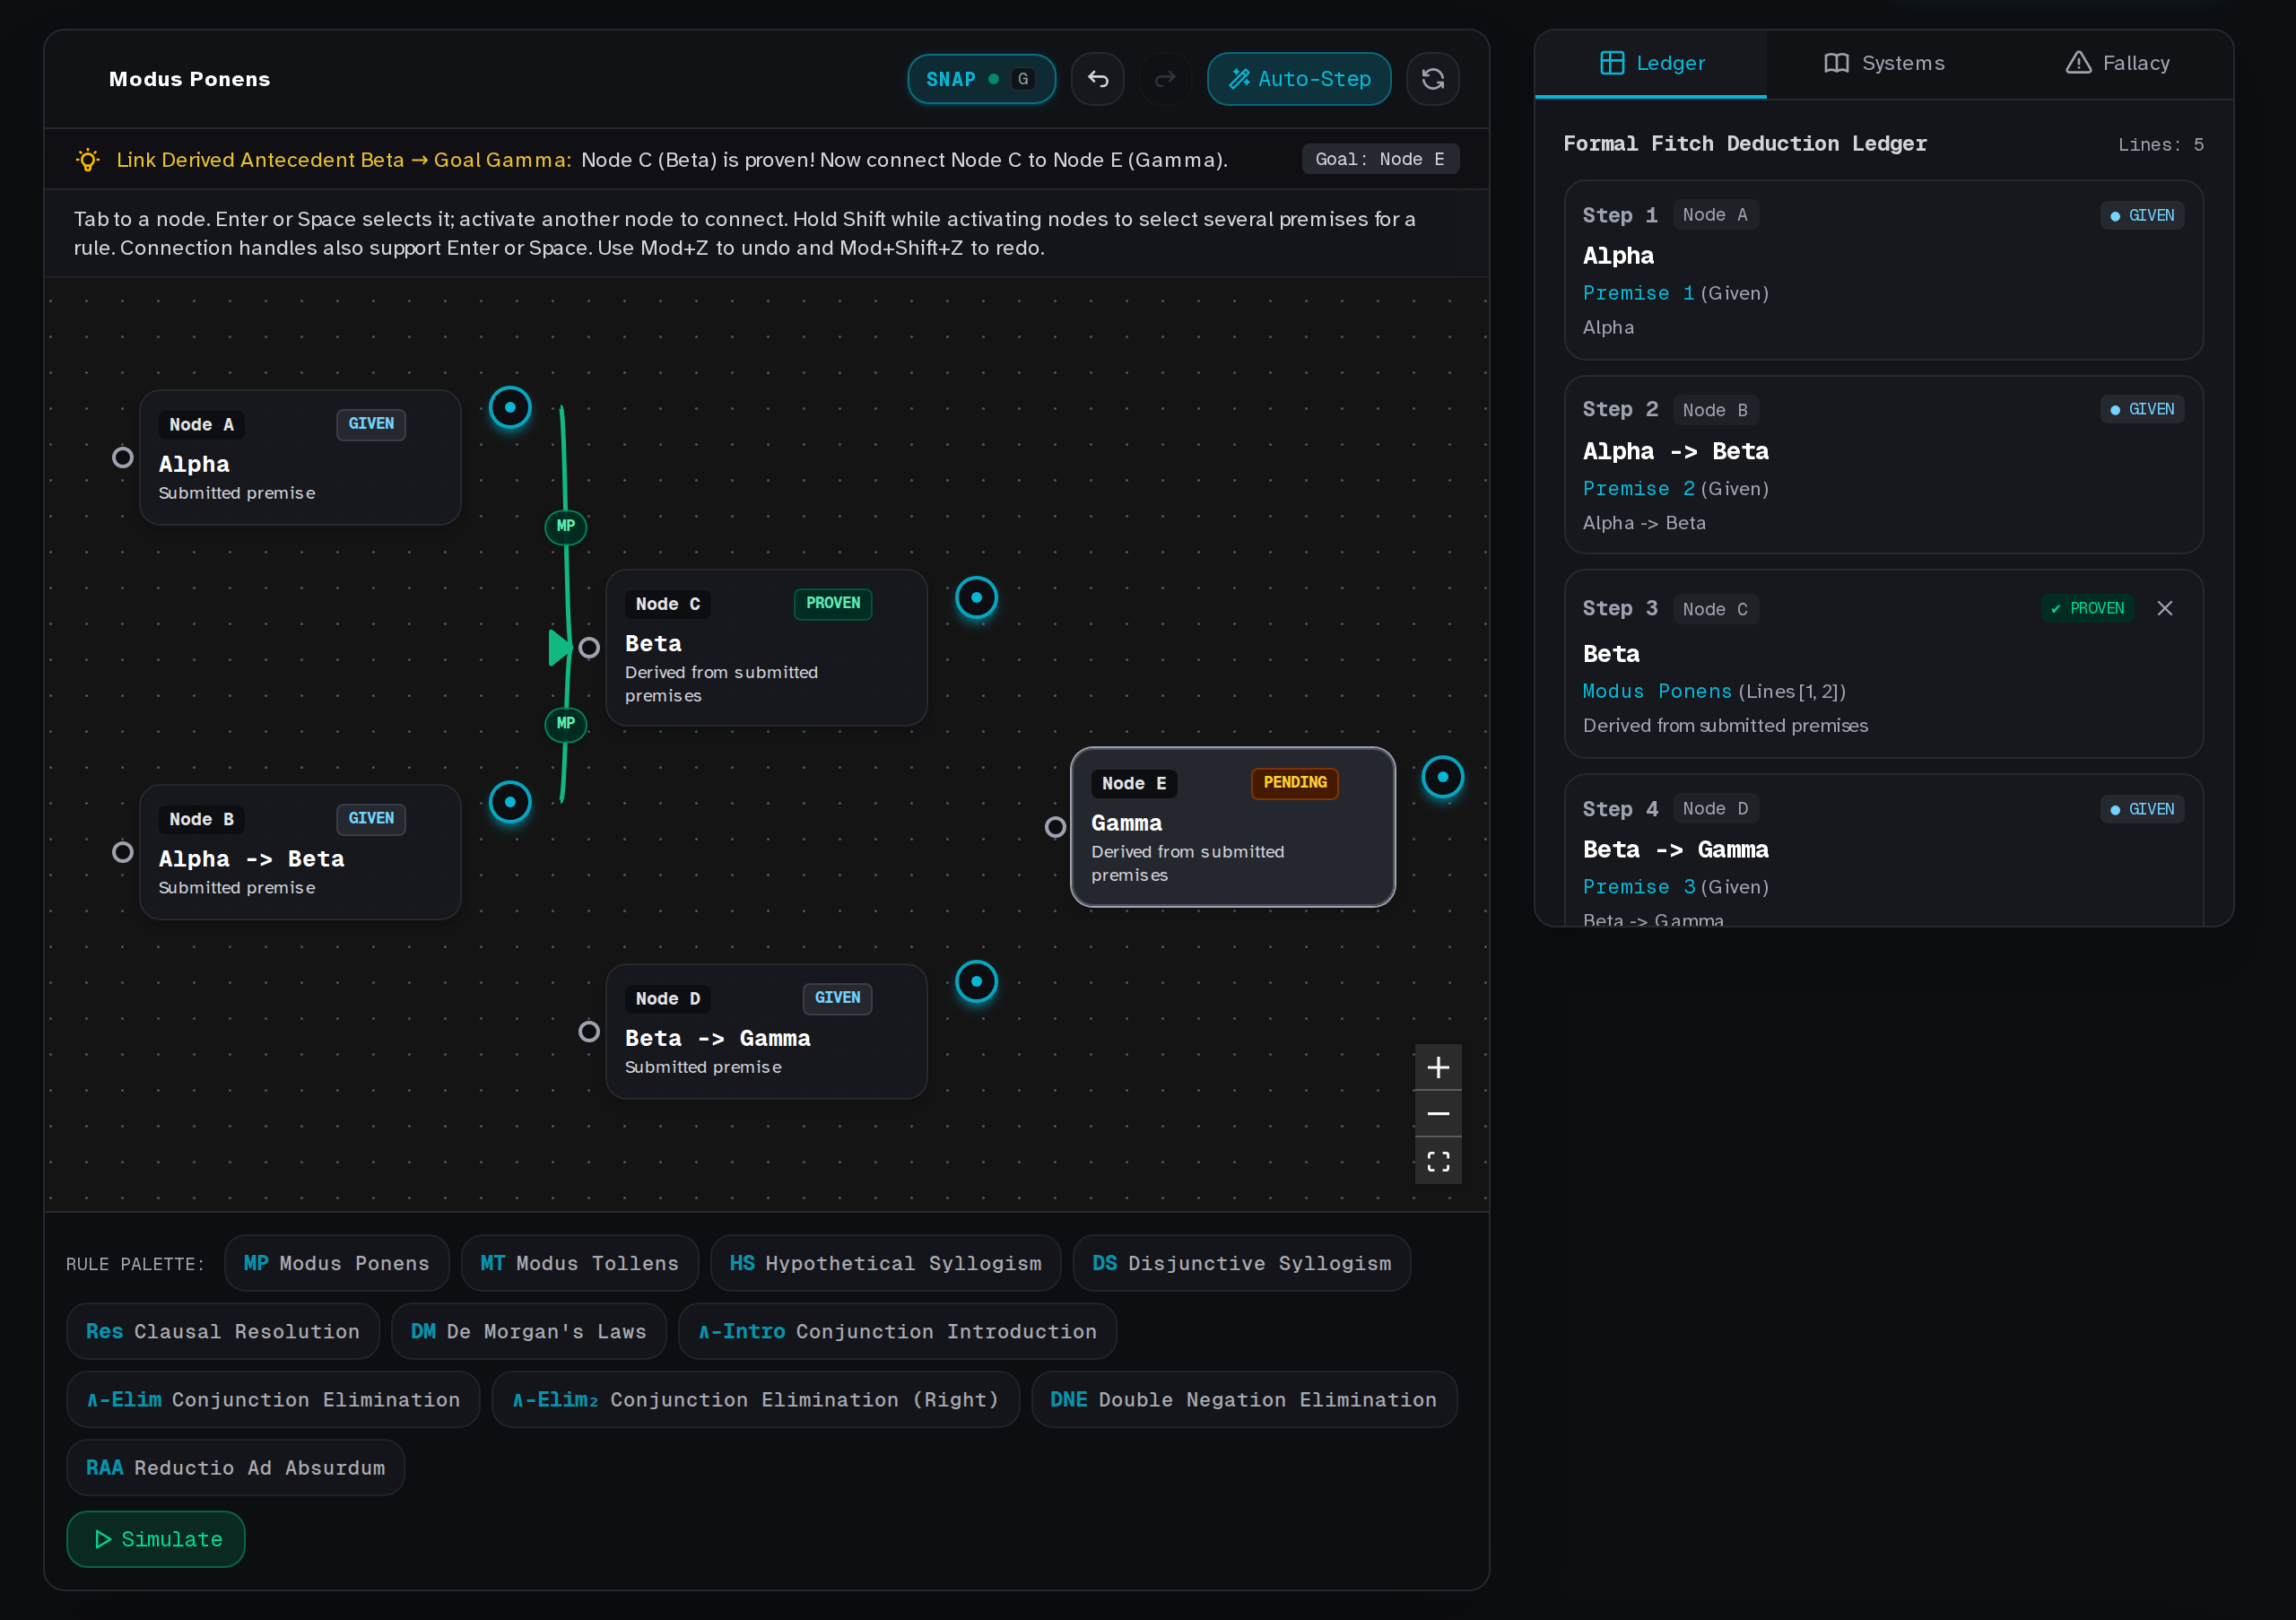 Modus Ponens
SNAP G
Auto-Step
Link Derived Antecedent Beta → Goal Gamma: Node C (Beta) is proven! Now connect Node C to Node E (Gamma).
Goal: Node E
Tab to a node. Enter or Space selects it; activate another node to connect. Hold Shift while activating nodes to select several premises for a
rule. Connection handles also support Enter or Space. Use Mod+Z to undo and Mod+Shift+Z to redo.
Node A GIVEN
Alpha
Submitted premise
MP
Node C PROVEN
Beta
Derived from submitted
premises
MP
Node B GIVEN
Alpha -> Beta
Submitted premise
Node E PENDING
Gamma
Derived from submitted
premises
Node D GIVEN
Beta -> Gamma
Submitted premise
RULE PALETTE: MP Modus Ponens MT Modus Tollens HS Hypothetical Syllogism DS Disjunctive Syllogism
Res Clausal Resolution DM De Morgan's Laws ∧-Intro Conjunction Introduction
∧-Elim Conjunction Elimination ∧-Elim₂ Conjunction Elimination (Right) DNE Double Negation Elimination
RAA Reductio Ad Absurdum
Simulate
Ledger Systems Fallacy
Formal Fitch Deduction Ledger Lines: 5
Step 1 Node A ● GIVEN
Alpha
Premise 1 (Given)
Alpha
Step 2 Node B ● GIVEN
Alpha -> Beta
Premise 2 (Given)
Alpha -> Beta
Step 3 Node C ✔ PROVEN
Beta
Modus Ponens (Lines [1, 2])
Derived from submitted premises
Step 4 Node D ● GIVEN
Beta -> Gamma
Premise 3 (Given)
Beta -> Gamma